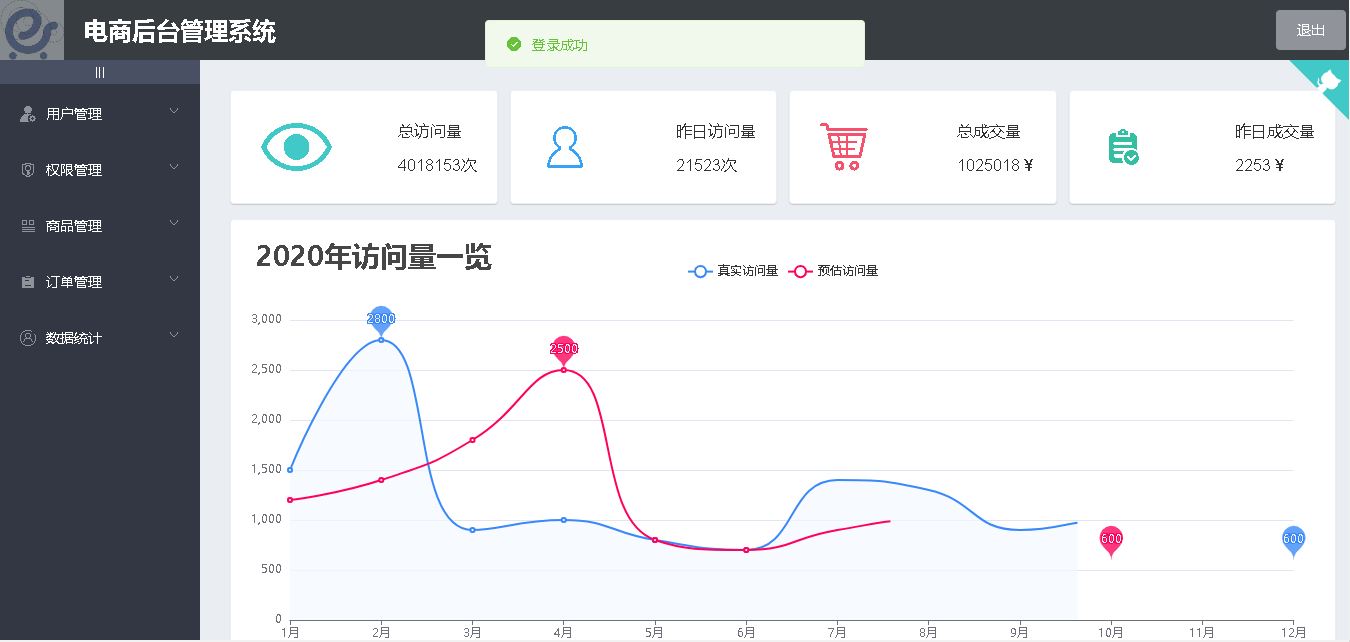 电商后台管理系统
登录成功
退出
|||
用户管理
权限管理
商品管理
订单管理
数据统计
总访问量
4018153次
昨日访问量
21523次
总成交量
1025018 ¥
昨日成交量
2253 ¥
2020年访问量一览
真实访问量
预估访问量
3,000
2,500
2,000
1,500
1,000
500
0
2800
2500
600
600
1月
2月
3月
4月
5月
6月
7月
8月
9月
10月
11月
12月